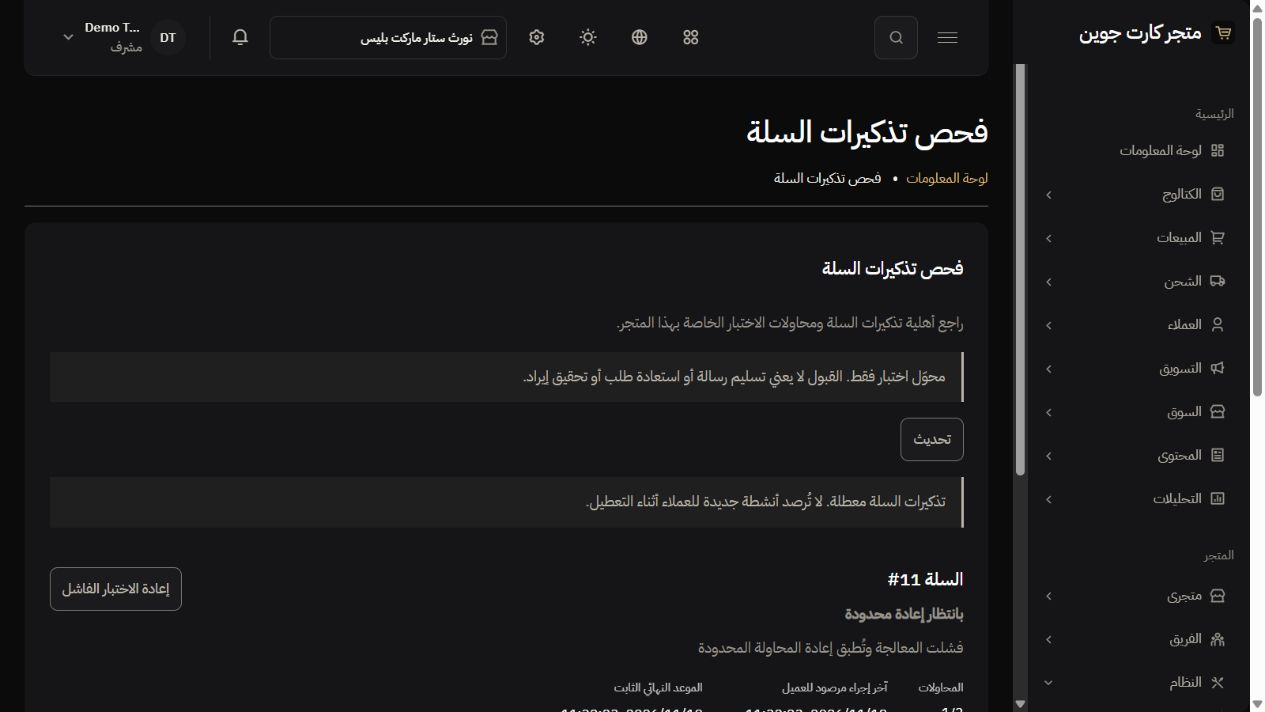 متجر كارت جوين
الرئيسية
لوحة المعلومات
الكتالوج
المبيعات
الشحن
العملاء
التسويق
السوق
المحتوى
التحليلات
المتجر
متجرى
الفريق
النظام
نورث ستار ماركت بليس
DT
Demo T...
مشرف
فحص تذكيرات السلة
لوحة المعلومات • فحص تذكيرات السلة
فحص تذكيرات السلة
راجع أهلية تذكيرات السلة ومحاولات الاختبار الخاصة بهذا المتجر.
محوّل اختبار فقط. القبول لا يعني تسليم رسالة أو استعادة طلب أو تحقيق إيراد.
تحديث
تذكيرات السلة معطلة. لا تُرصد أنشطة جديدة للعملاء أثناء التعطيل.
السلة 11#
إعادة الاختبار الفاشل
بانتظار إعادة محدودة
فشلت المعالجة وتُطبق إعادة المحاولة المحدودة
المحاولات
آخر إجراء مرصود للعميل
الموعد النهائي الثابت